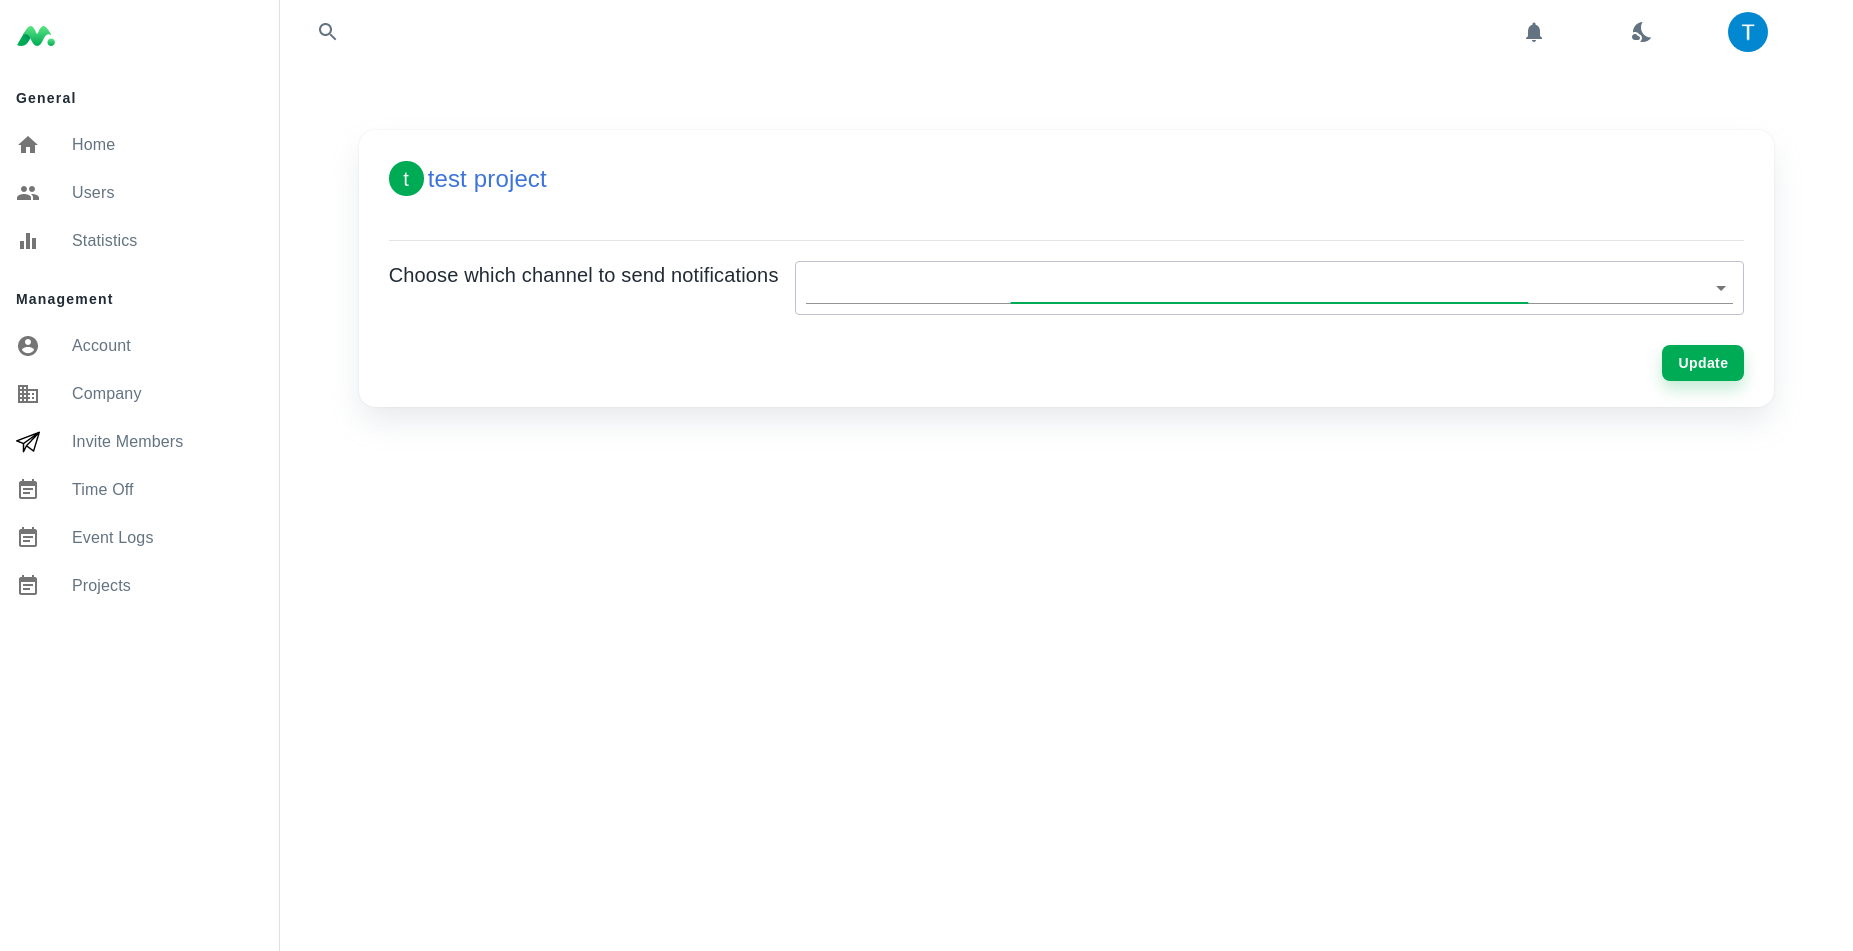 General
Home
Users
Statistics
Management
Account
Company
Invite Members
Time Off
Event Logs
Projects
T
t test project
Choose which channel to send notifications
Update